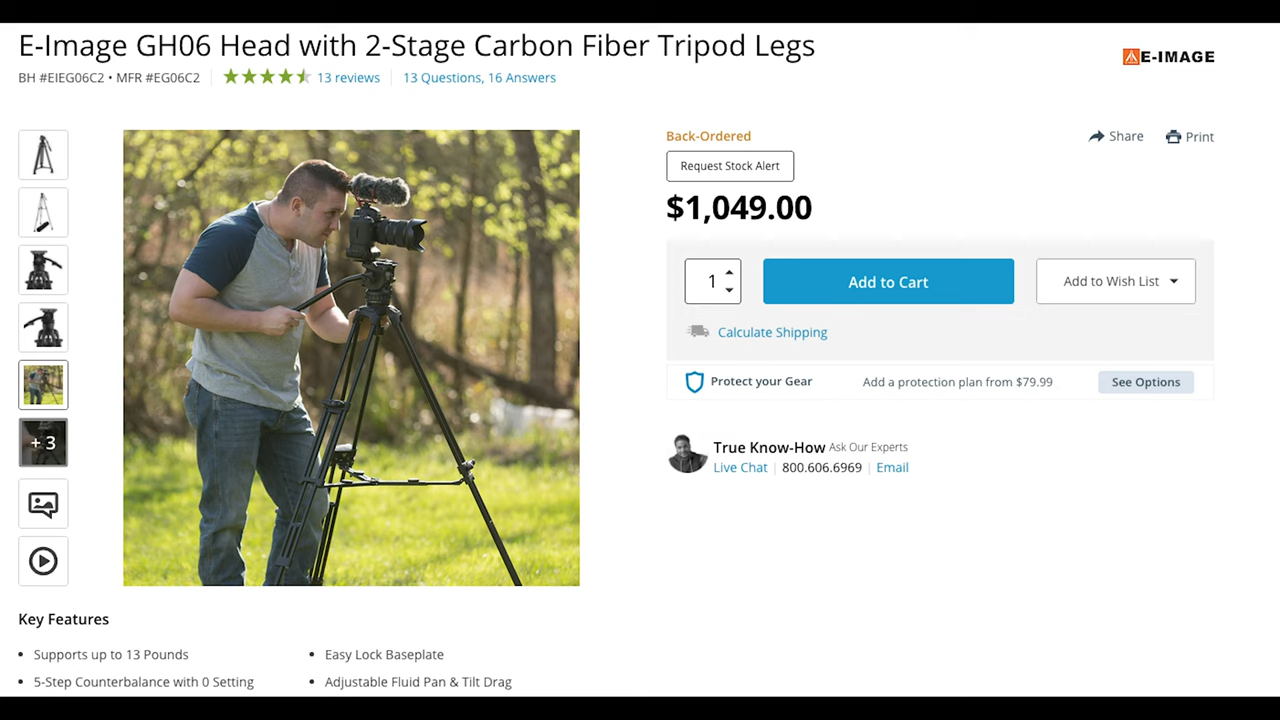 E-Image GH06 Head with 2-Stage Carbon Fiber Tripod Legs
BH #EIEG06C2 • MFR #EG06C2
13 reviews
13 Questions, 16 Answers
E-IMAGE
Back-Ordered
Share
Print
Request Stock Alert
$1,049.00
1
Add to Cart
Add to Wish List
Calculate Shipping
Protect your Gear
Add a protection plan from $79.99
See Options
+ 3
True Know-How Ask Our Experts
Live Chat | 800.606.6969 | Email
Key Features
• Supports up to 13 Pounds
• Easy Lock Baseplate
• 5-Step Counterbalance with 0 Setting
• Adjustable Fluid Pan & Tilt Drag